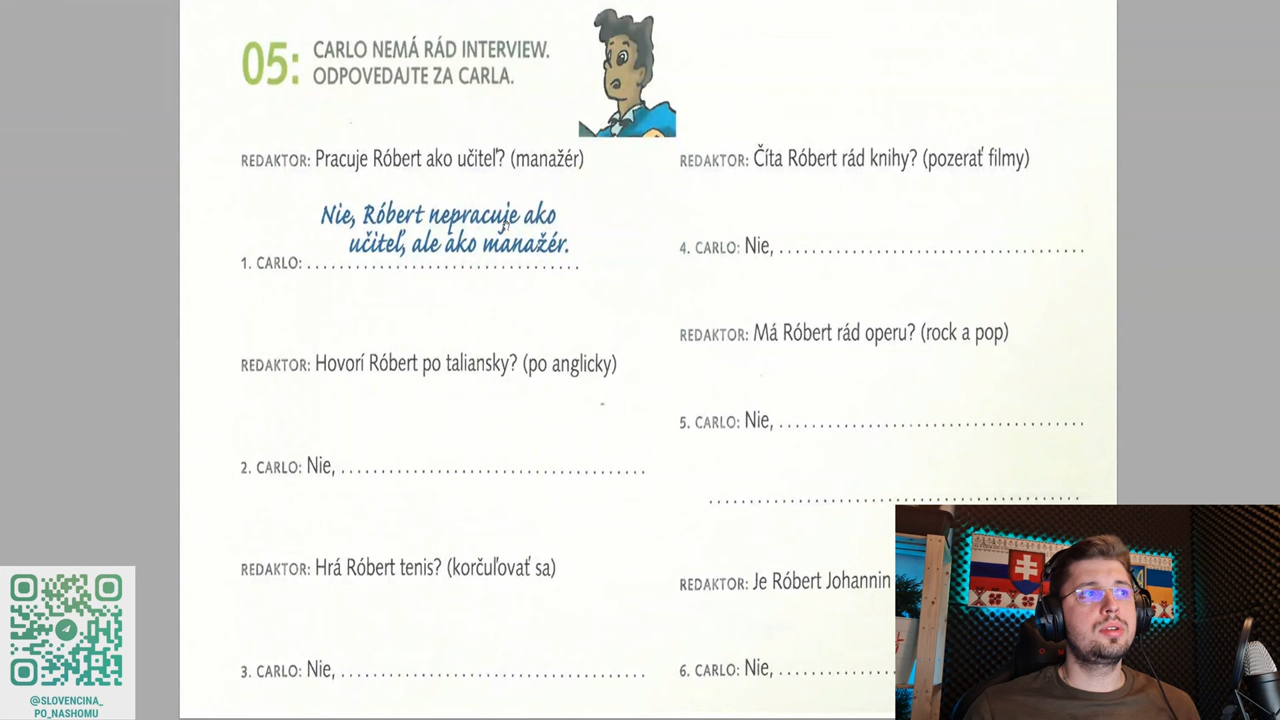 05:
CARLO NEMÁ RÁD INTERVIEW.
ODPOVEDAJTE ZA CARLA.
REDAKTOR: Pracuje Róbert ako učiteľ? (manažér)
Nie, Róbert nepracuje ako
učiteľ, ale ako manažér.
1. CARLO: ........................................
REDAKTOR: Hovorí Róbert po taliansky? (po anglicky)
2. CARLO: Nie, ........................................
REDAKTOR: Hrá Róbert tenis? (korčuľovať sa)
3. CARLO: Nie, ........................................
REDAKTOR: Číta Róbert rád knihy? (pozerať filmy)
4. CARLO: Nie, ........................................
REDAKTOR: Má Róbert rád operu? (rock a pop)
5. CARLO: Nie, ........................................
REDAKTOR: Je Róbert Johannin
6. CARLO: Nie, ................
@SLOVENCINA_
PO_NASHOMU